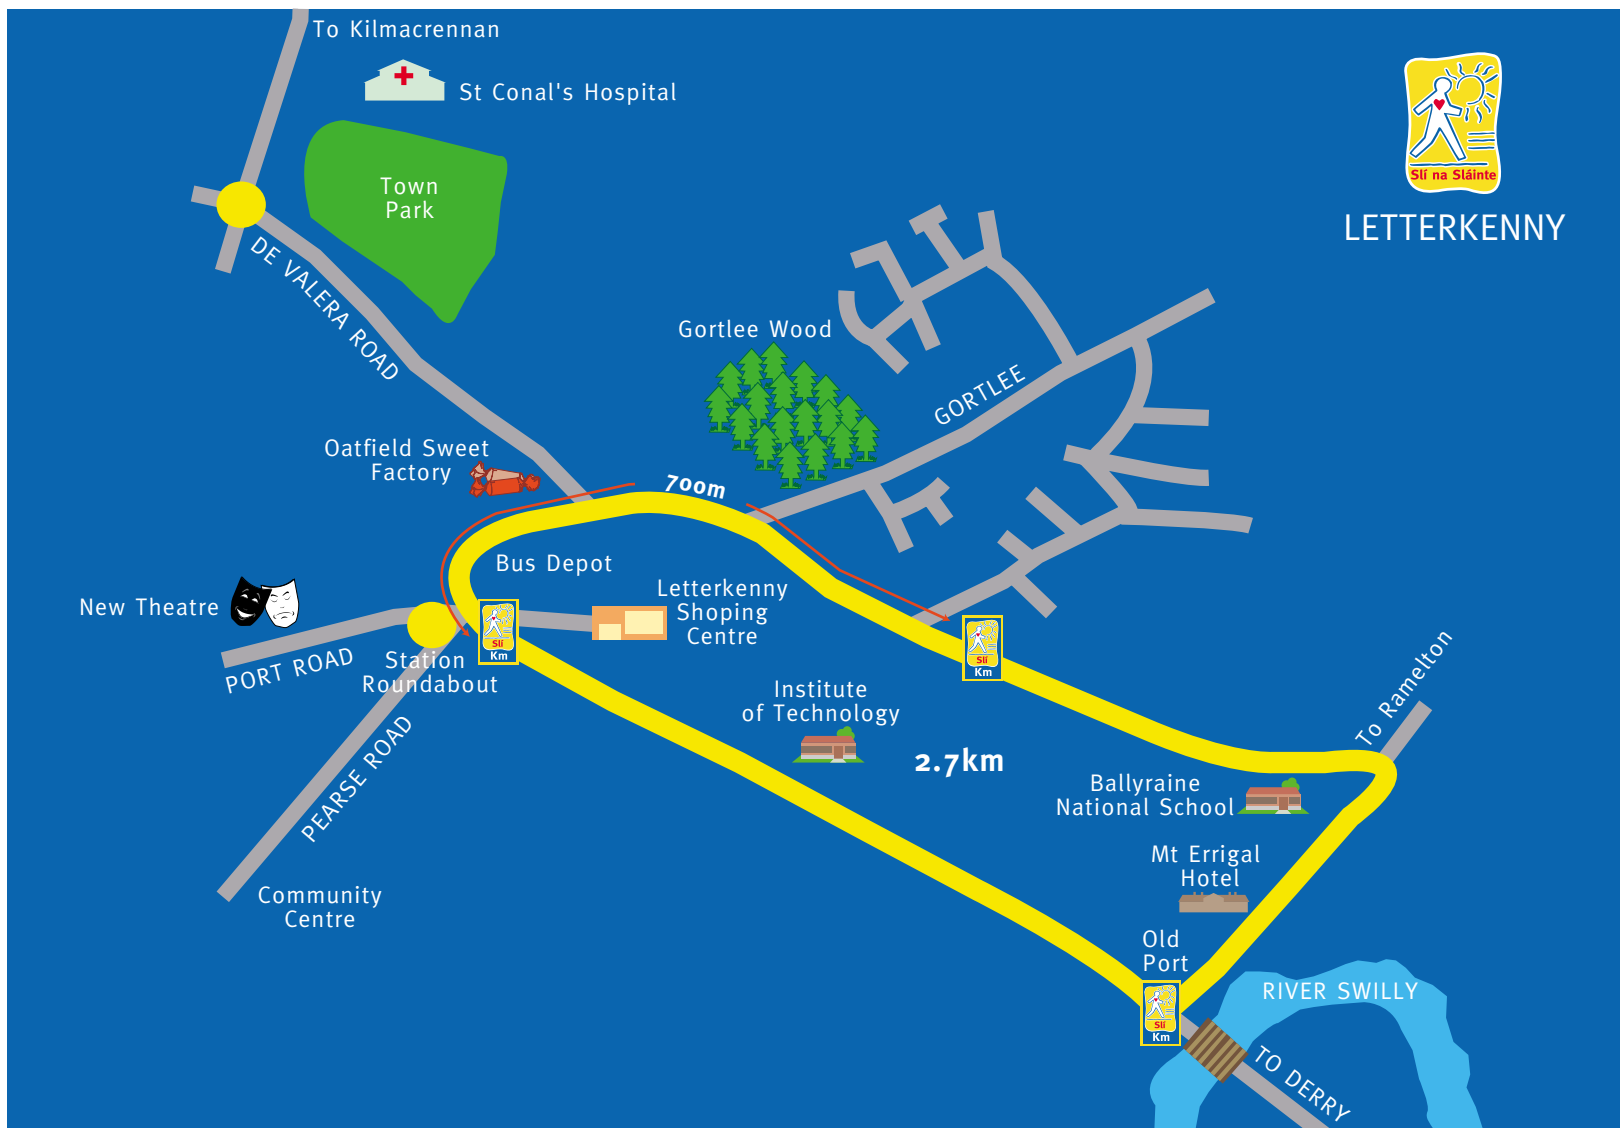 To Kilmacrennan
St Conal's Hospital
Slí na Sláinte
LETTERKENNY
Town
Park
DE VALERA ROAD
Gortlee Wood
GORTLEE
Oatfield Sweet
Factory
700m
Bus Depot
New Theatre
Letterkenny
Shoping
Centre
Slí
Km
Slí
Km
PORT ROAD
Station
Roundabout
To Ramelton
Institute
of Technology
2.7km
PEARSE ROAD
Ballyraine
National School
Mt Errigal
Hotel
Community
Centre
Old
Port
RIVER SWILLY
Slí
Km
TO DERRY